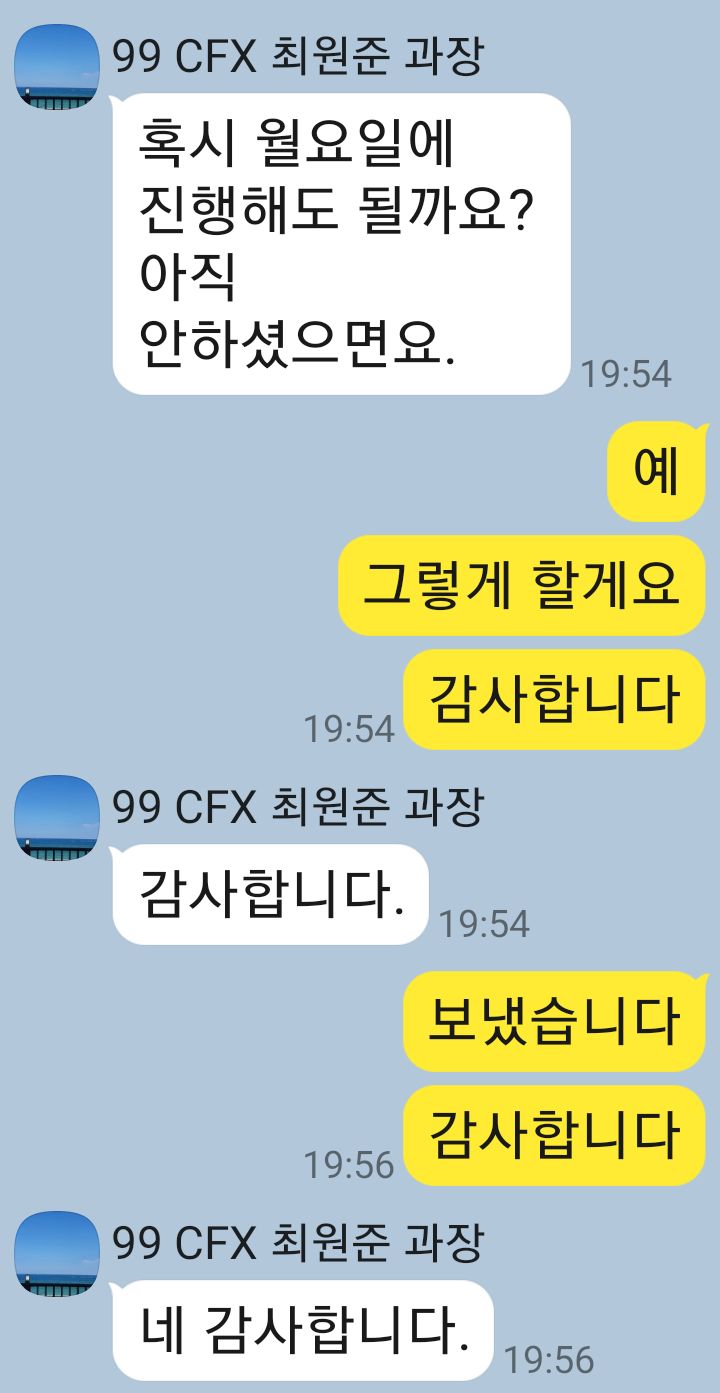 99 CFX 최원준 과장
혹시 월요일에
진행해도 될까요?
아직
안하셨으면요.
19:54
예
그렇게 할게요
감사합니다
19:54
99 CFX 최원준 과장
감사합니다.
19:54
보냈습니다
감사합니다
19:56
99 CFX 최원준 과장
네 감사합니다.
19:56